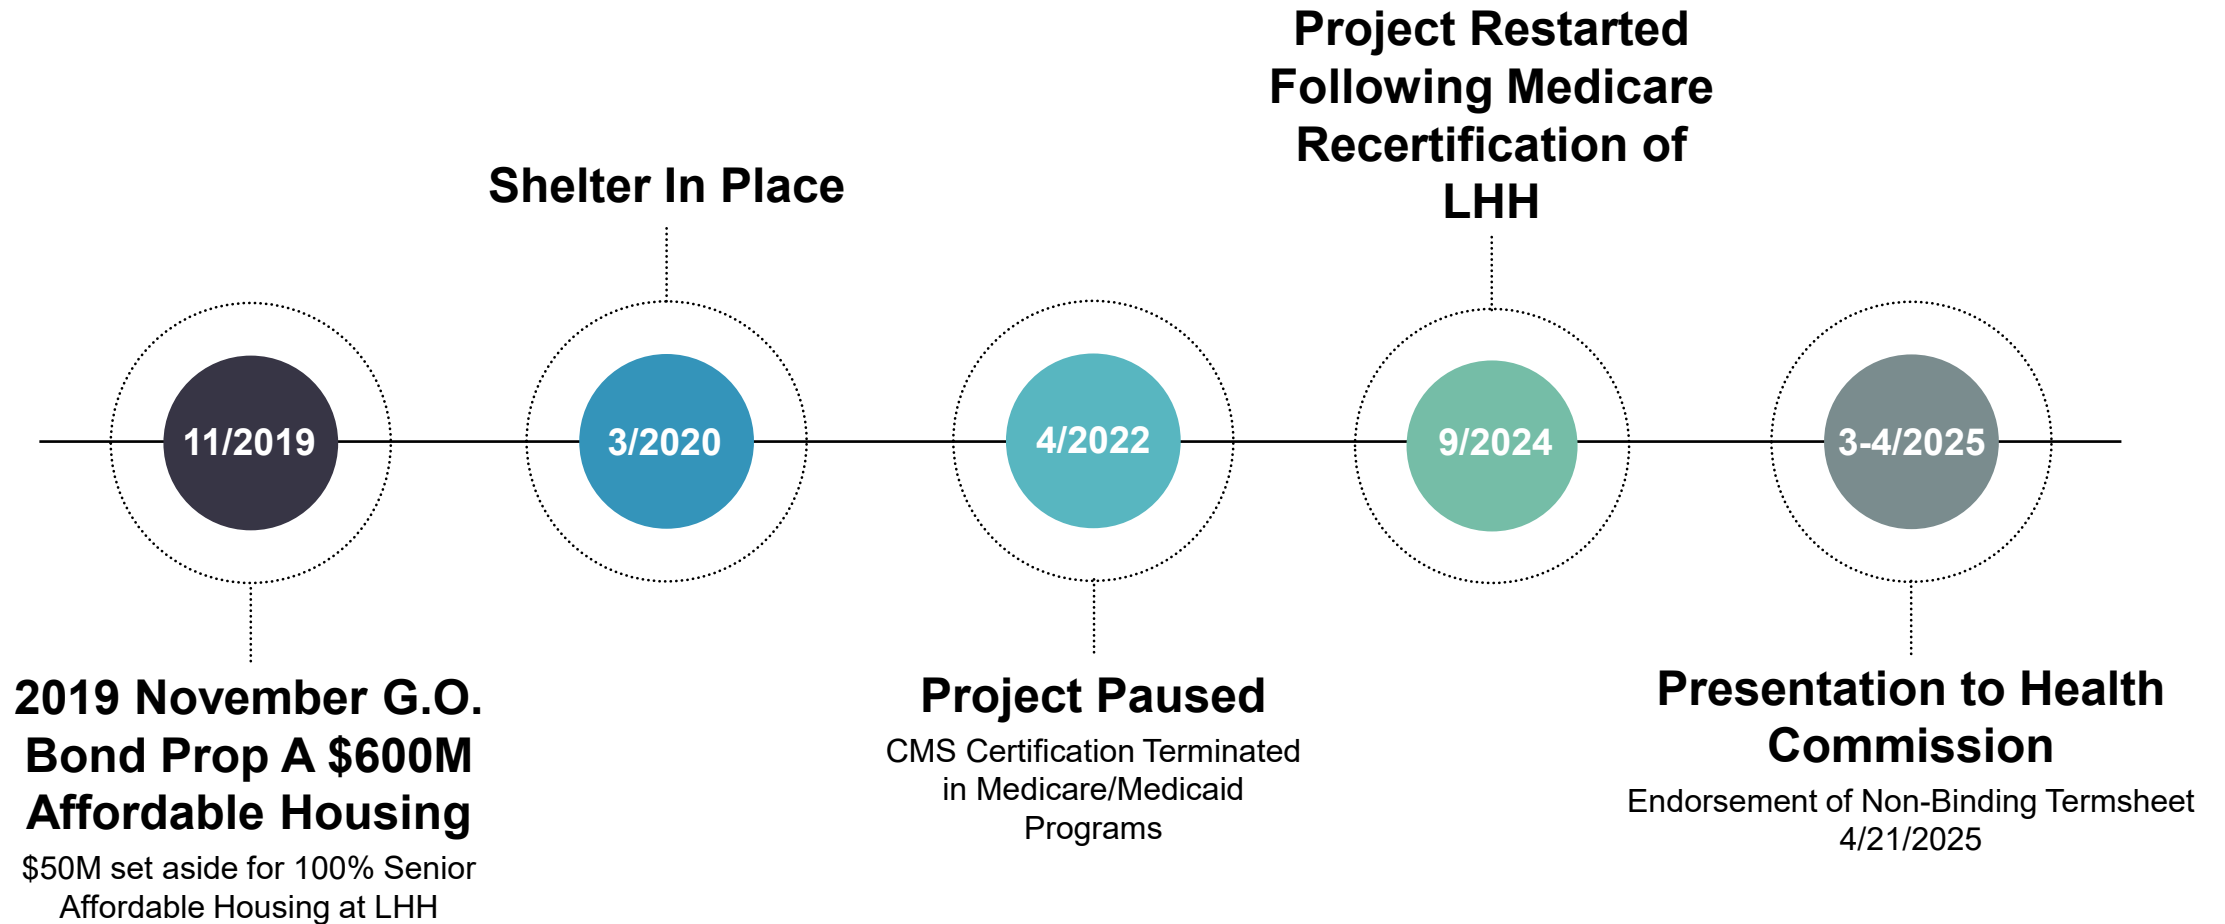 Project Restarted
Following Medicare
Recertification of
LHH
Shelter In Place
11/2019
3/2020
4/2022
9/2024
3-4/2025
2019 November G.O.
Bond Prop A $600M
Affordable Housing
$50M set aside for 100% Senior
Affordable Housing at LHH
Project Paused
CMS Certification Terminated
in Medicare/Medicaid
Programs
Presentation to Health
Commission
Endorsement of Non-Binding Termsheet
4/21/2025